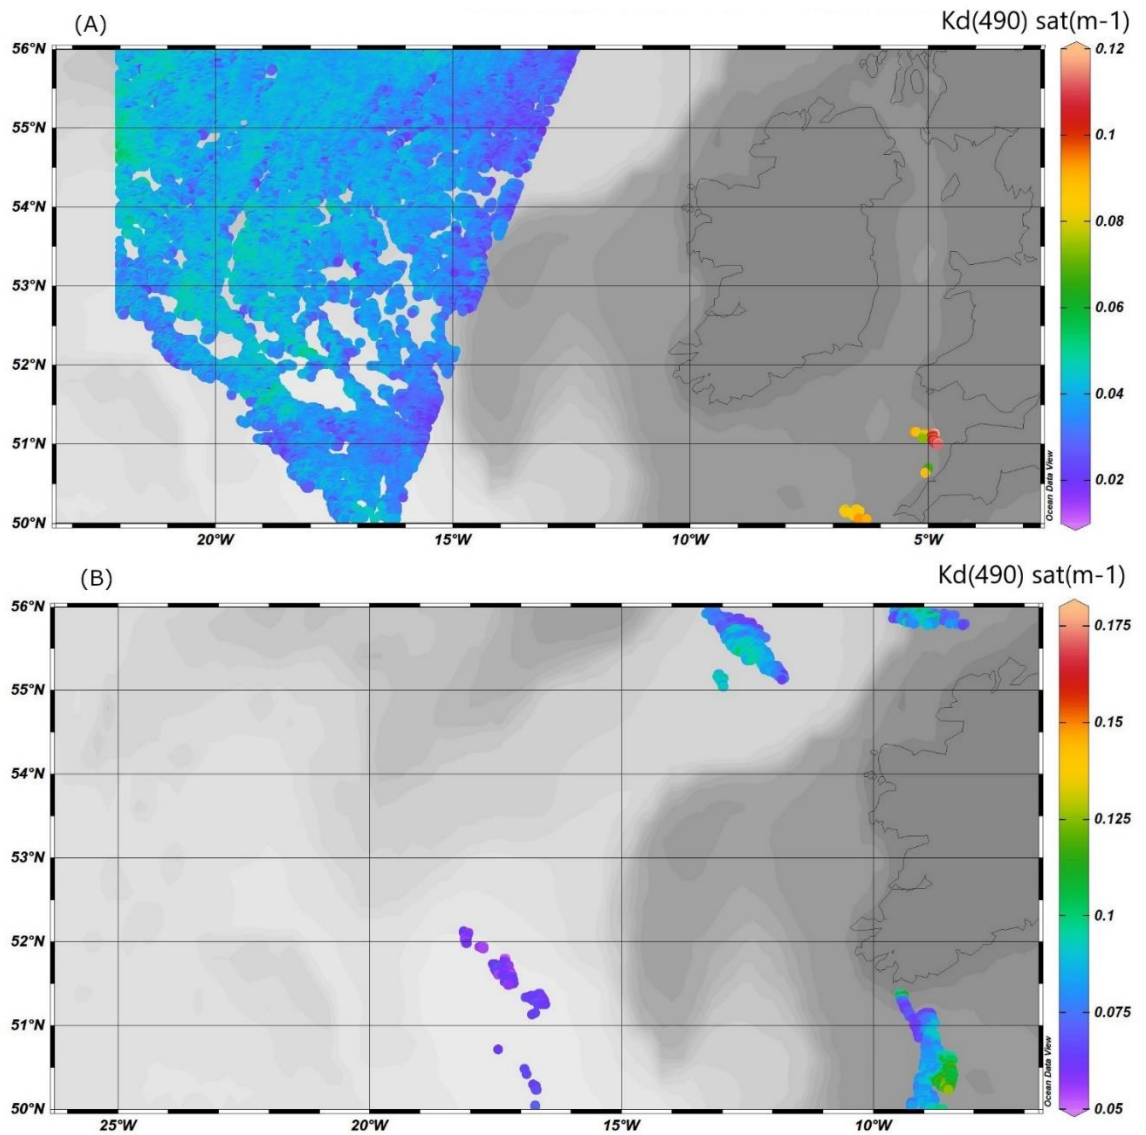 (A)
Kd(490) sat(m-1)
56°N
55°N
54°N
53°N
52°N
51°N
50°N
20°W
15°W
10°W
5°W
Ocean Data View
0.12
0.1
0.08
0.06
0.04
0.02
(B)
Kd(490) sat(m-1)
56°N
55°N
54°N
53°N
52°N
51°N
50°N
25°W
20°W
15°W
10°W
Ocean Data View
0.175
0.15
0.125
0.1
0.075
0.05